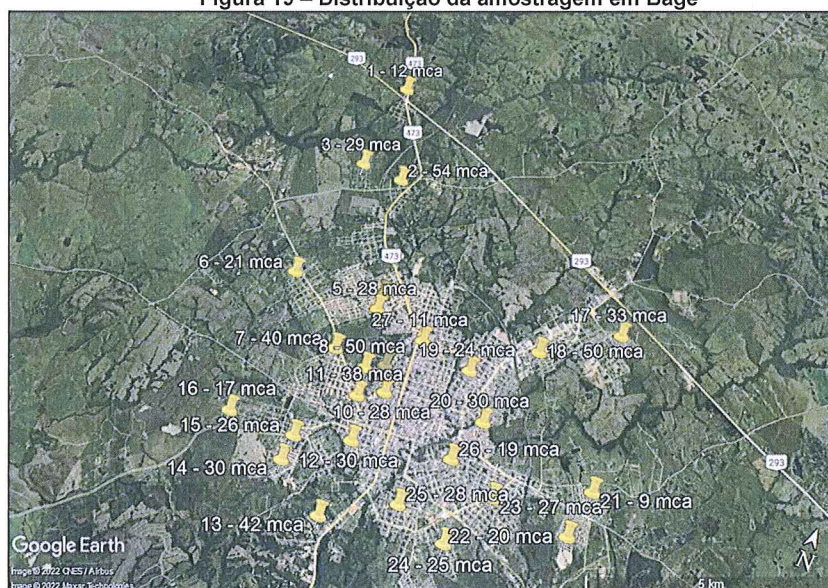 Figura 19 – Distribuição da amostragem em Bagé
293
473
1 - 12 mca
473
3 - 29 mca
2 - 54 mca
473
293
6 - 21 mca
5 - 28 mca
17 - 33 mca
27 - 11 mca
7 - 40 mca
8 - 50 mca
19 - 24 mca
18 - 50 mca
11 - 38 mca
16 - 17 mca
10 - 28 mca
20 - 30 mca
15 - 26 mca
26 - 19 mca
14 - 30 mca
12 - 30 mca
293
25 - 28 mca
21 - 9 mca
23 - 27 mca
13 - 42 mca
22 - 20 mca
Google Earth
24 - 25 mca
N
Image © 2022 CNES / Airbus
Image © 2022 Maxar Technologies
5 km